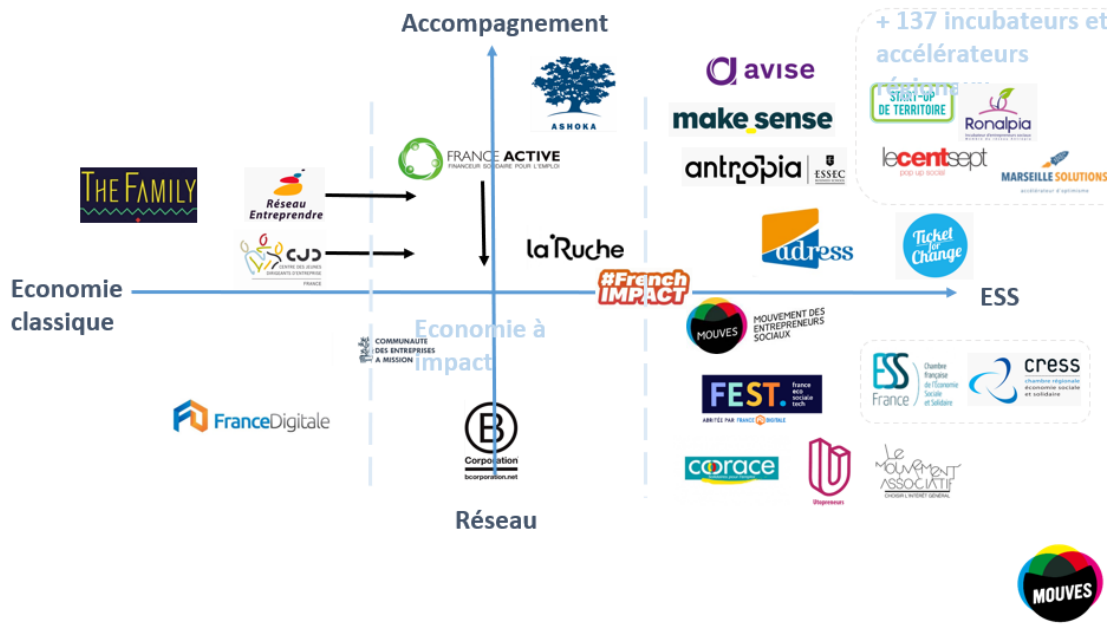 Accompagnement
+ 137 incubateurs et
accélérateurs
régionaux
ASHOKA
avise
make sense
START-UP
DE TERRITOIRE
Ronalpia
FRANCE ACTIVE
FINANCEUR SOLIDAIRE POUR L'EMPLOI
antropia
ESSEC
lecentsept
pop up social
MARSEILLE SOLUTIONS
accélérateur d'optimisme
THE FAMILY
Réseau
Entreprendre
CJD
CENTRE DES JEUNES
DIRIGEANTS D'ENTREPRISE
FRANCE
la Ruche
adress
Ticket
for
Change
Economie
classique
#French
IMPACT
ESS
Economie à
impact
COMMUNAUTÉ
DES ENTREPRISES
À MISSION
MOUVES
MOUVEMENT DES
ENTREPRENEURS
SOCIAUX
FEST.
france
eco
sociale
tech
ABRITÉS PAR FRANCE DIGITALE
ESS
France
Chambre
française
de l'Économie
Sociale
et Solidaire
cress
chambre régionale
économie sociale
et solidaire
FranceDigitale
B
Corporation
bcorporation.net
coorace
Utopreneurs
Le
MOUVEMENT
ASSOCIATIF
CHOISIR L'INTÉRÊT GÉNÉRAL
Réseau
MOUVES